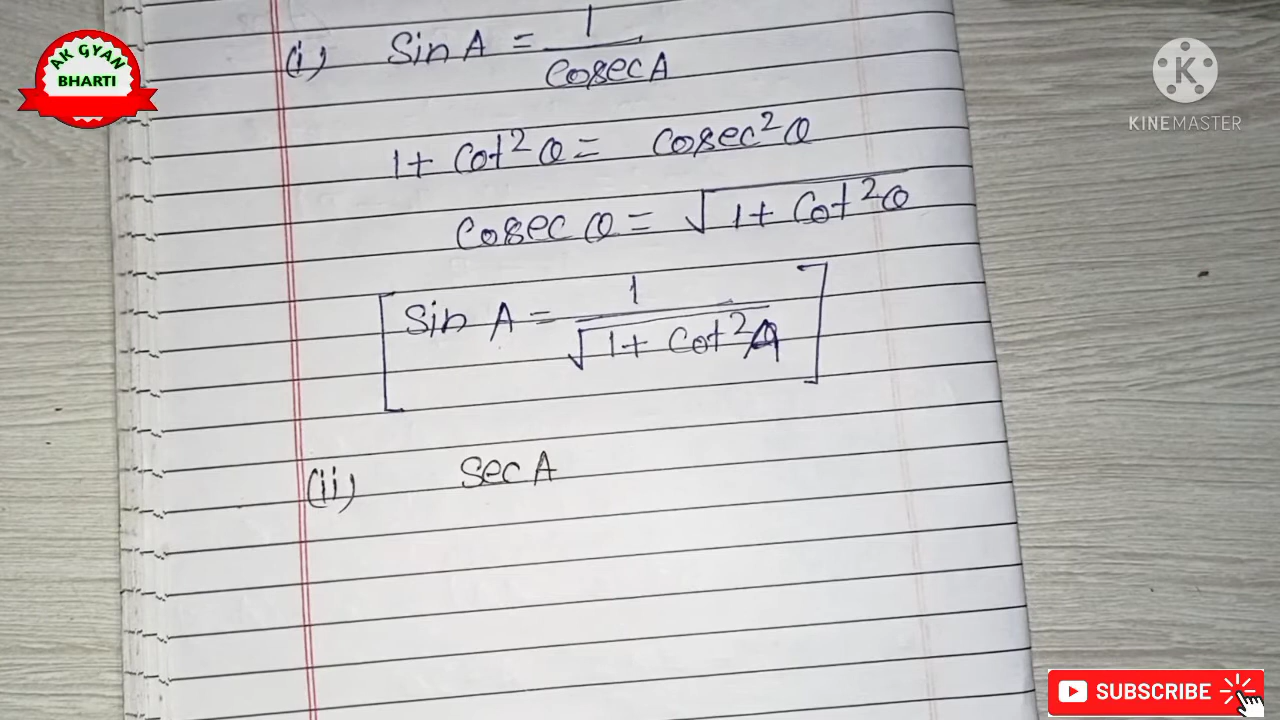 AK GYAN
BHARTI
K
KINEMASTER
(i) Sin A = 1/cosec A
1 + Cot²θ = cosec²θ
cosec θ = √1 + Cot²θ
[Sin A = 1/√1 + Cot²A]
(ii) Sec A
SUBSCRIBE